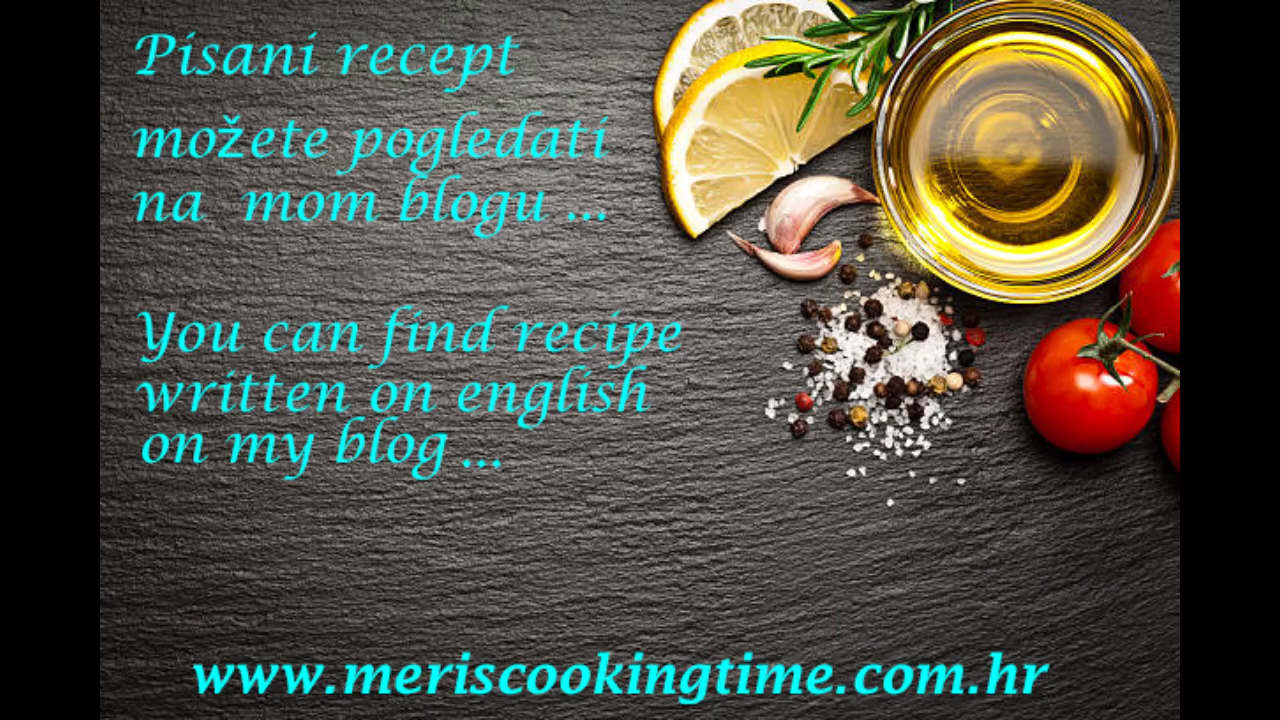 Pisani recept
možete pogledati
na mom blogu ...
You can find recipe
written on english
on my blog ...
www.meriscookingtime.com.hr